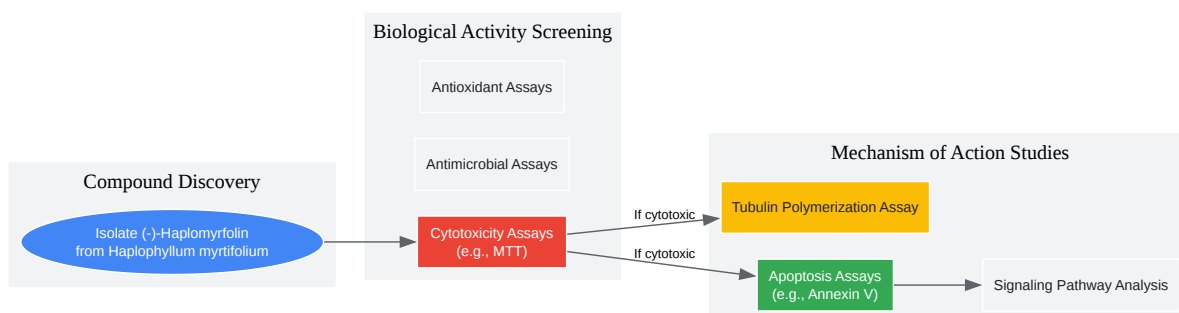 Compound Discovery
Isolate (-)-Haplomyrfolin
from Haplophyllum myrtifolium
Biological Activity Screening
Antioxidant Assays
Antimicrobial Assays
Cytotoxicity Assays
(e.g., MTT)
If cytotoxic
If cytotoxic
Mechanism of Action Studies
Tubulin Polymerization Assay
Apoptosis Assays
(e.g., Annexin V)
Signaling Pathway Analysis